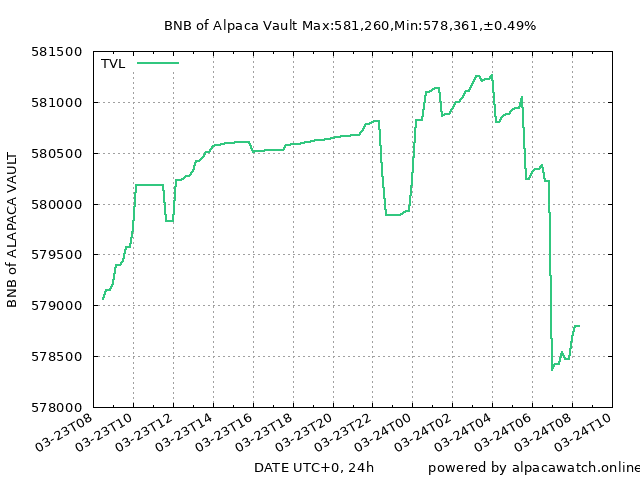 BNB of Alpaca Vault Max:581,260,Min:578,361,±0.49%
TVL
581500
581000
580500
580000
579500
579000
578500
578000
BNB of ALAPACA VAULT
03-23T08
03-23T10
03-23T12
03-23T14
03-23T16
03-23T18
03-23T20
03-23T22
03-24T00
03-24T02
03-24T04
03-24T06
03-24T08
03-24T10
DATE UTC+0, 24h
powered by alpacawatch.online